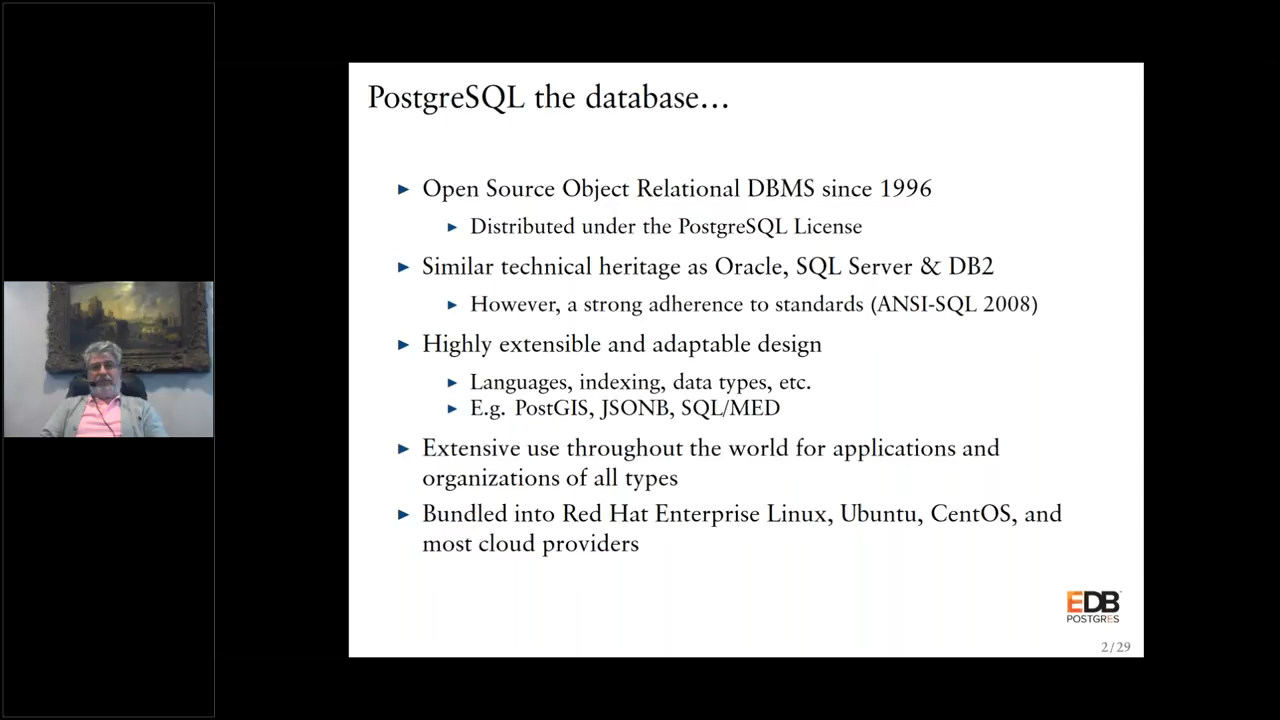 PostgreSQL the database...
► Open Source Object Relational DBMS since 1996
► Distributed under the PostgreSQL License
► Similar technical heritage as Oracle, SQL Server & DB2
► However, a strong adherence to standards (ANSI-SQL 2008)
► Highly extensible and adaptable design
► Languages, indexing, data types, etc.
► E.g. PostGIS, JSONB, SQL/MED
► Extensive use throughout the world for applications and
organizations of all types
► Bundled into Red Hat Enterprise Linux, Ubuntu, CentOS, and
most cloud providers
EDB
POSTGRES
2/29